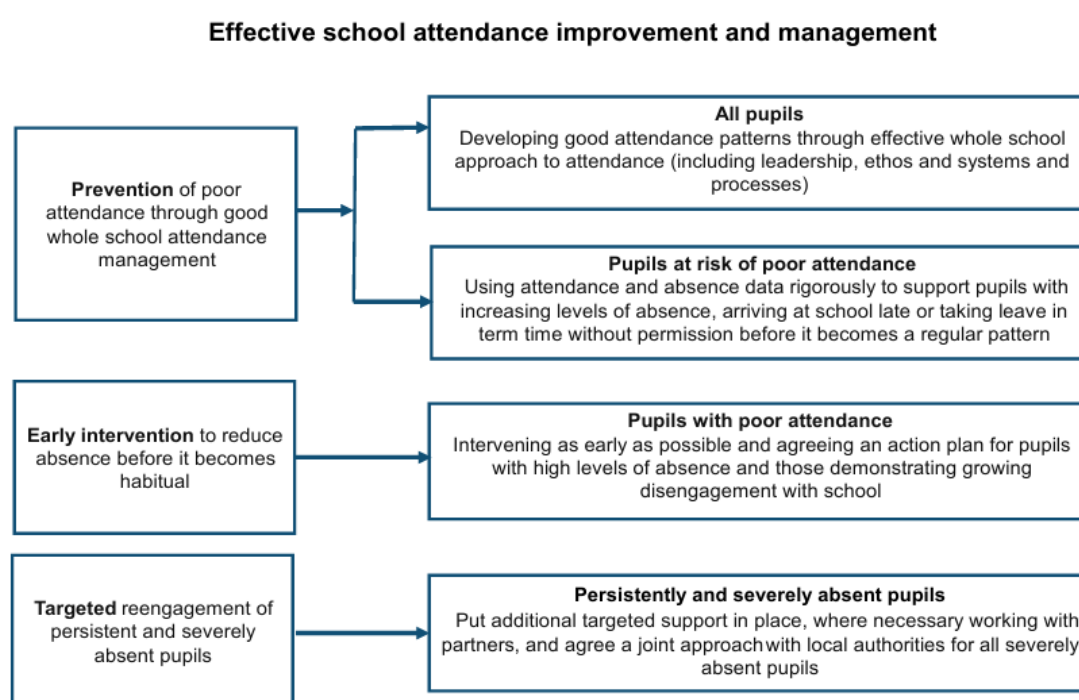 Effective school attendance improvement and management
Prevention of poor
attendance through good
whole school attendance
management
All pupils
Developing good attendance patterns through effective whole school
approach to attendance (including leadership, ethos and systems and
processes)
Pupils at risk of poor attendance
Using attendance and absence data rigorously to support pupils with
increasing levels of absence, arriving at school late or taking leave in
term time without permission before it becomes a regular pattern
Early intervention to reduce
absence before it becomes
habitual
Pupils with poor attendance
Intervening as early as possible and agreeing an action plan for pupils
with high levels of absence and those demonstrating growing
disengagement with school
Targeted reengagement of
persistent and severely
absent pupils
Persistently and severely absent pupils
Put additional targeted support in place, where necessary working with
partners, and agree a joint approach with local authorities for all severely
absent pupils